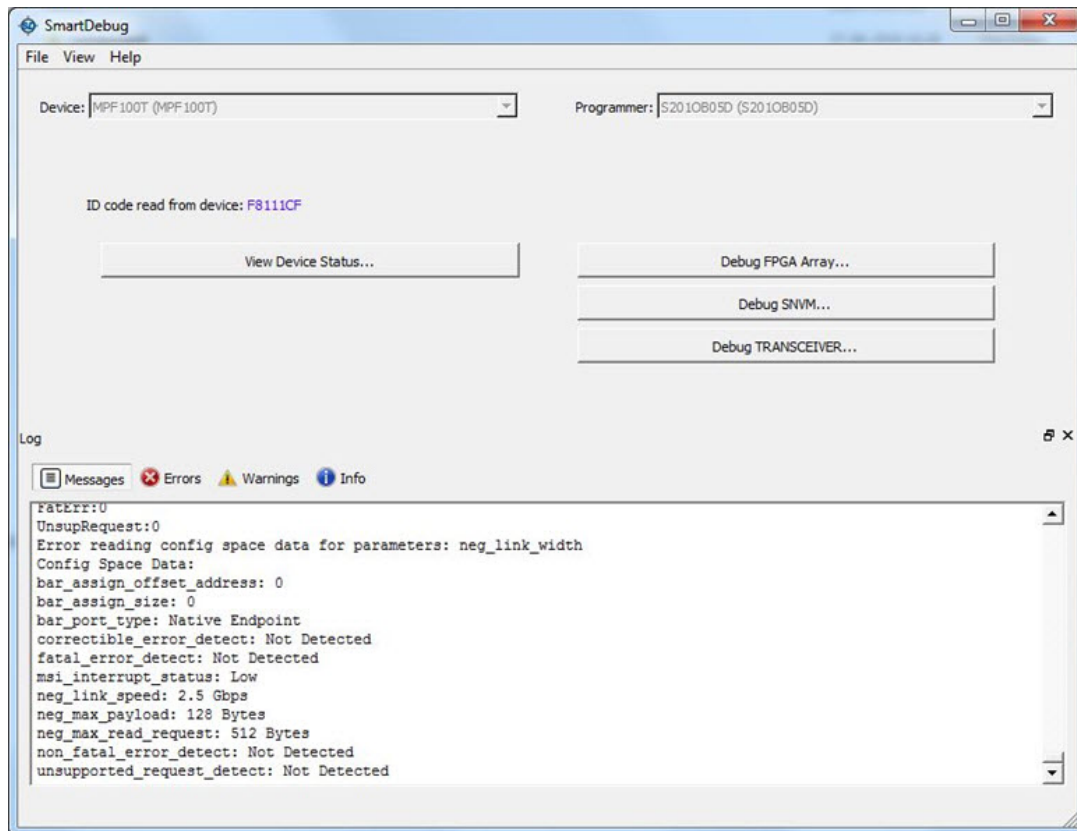 SmartDebug
File View Help
Device: MPF100T (MPF100T) Programmer: S201OB05D (S201OB05D)
ID code read from device: F8111CF
View Device Status... Debug FPGA Array...
Debug SNVM...
Debug TRANSCEIVER...
Log
Messages Errors Warnings Info
FatErr:0
UnsupRequest:0
Error reading config space data for parameters: neg_link_width
Config Space Data:
bar_assign_offset_address: 0
bar_assign_size: 0
bar_port_type: Native Endpoint
correctible_error_detect: Not Detected
fatal_error_detect: Not Detected
msi_interrupt_status: Low
neg_link_speed: 2.5 Gbps
neg_max_payload: 128 Bytes
neg_max_read_request: 512 Bytes
non_fatal_error_detect: Not Detected
unsupported_request_detect: Not Detected